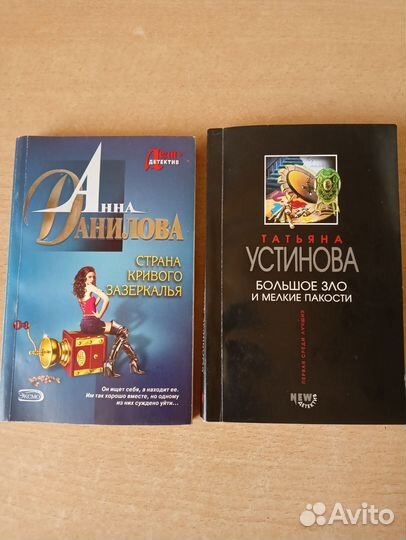 Анна
Данилова
Даниг-
ДЕТЕКТИВ
СТРАНА
КРИВОГО
ЗАЗЕРКАЛЬЯ
Он ищет себя, а находит ее.
Им так хорошо вместе, но одному
из них суждено уйти...
ЭКСМО
ТАТЬЯНА
УСТИНОВА
БОЛЬШОЕ ЗЛО
И МЕЛКИЕ ПАКОСТИ
ПЕРВАЯ СРЕДИ ЛУЧШИХ
NEW
ДЕТЕКТИВ
Avito